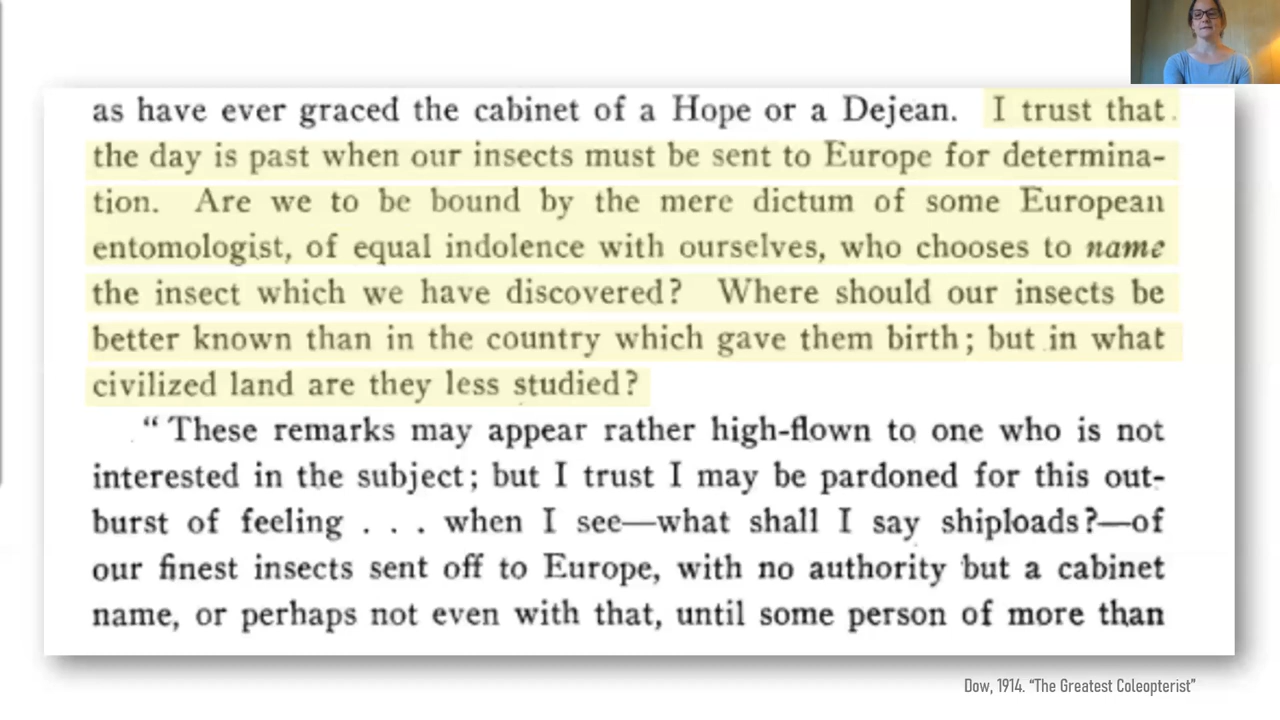 as have ever graced the cabinet of a Hope or a Dejean. I trust that
the day is past when our insects must be sent to Europe for determina-
tion. Are we to be bound by the mere dictum of some European
entomologist, of equal indolence with ourselves, who chooses to name
the insect which we have discovered? Where should our insects be
better known than in the country which gave them birth; but in what
civilized land are they less studied?
“These remarks may appear rather high-flown to one who is not
interested in the subject; but I trust I may be pardoned for this out-
burst of feeling . . . when I see—what shall I say shiploads?—of
our finest insects sent off to Europe, with no authority but a cabinet
name, or perhaps not even with that, until some person of more than
Dow, 1914. “The Greatest Coleopterist”